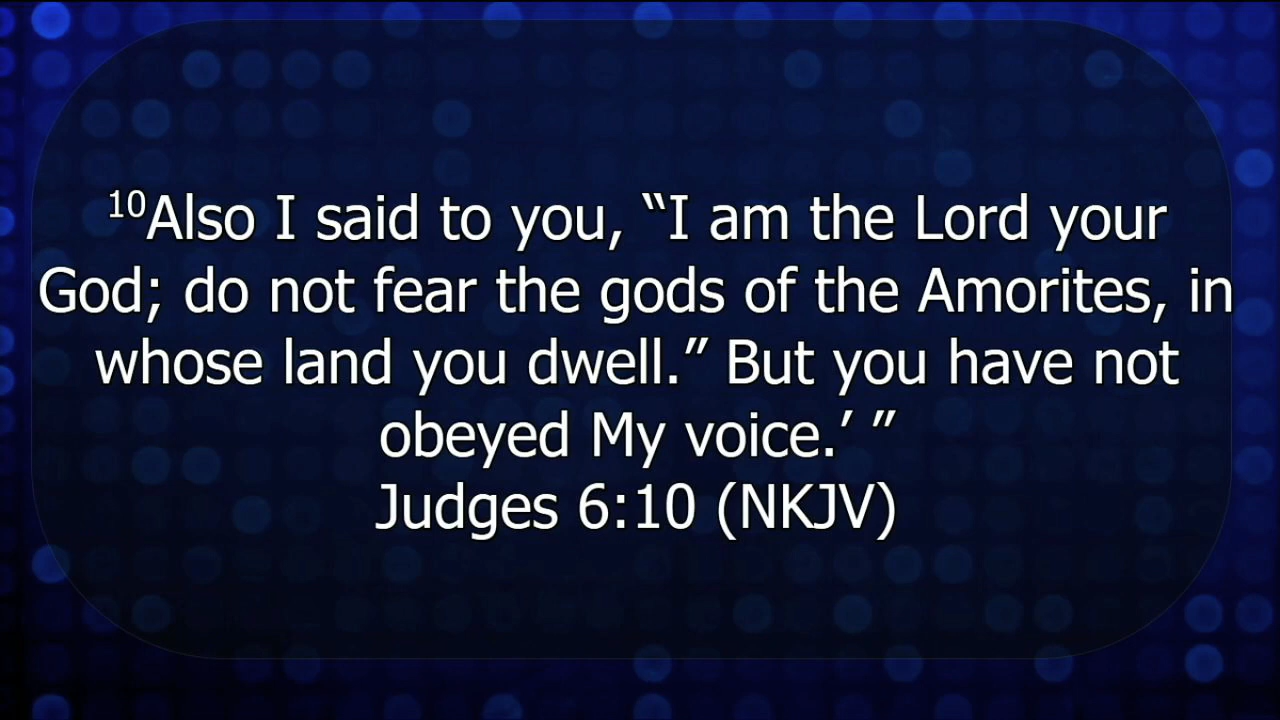 ¹⁰Also I said to you, “I am the Lord your
God; do not fear the gods of the Amorites, in
whose land you dwell.” But you have not
obeyed My voice.’ ”
Judges 6:10 (NKJV)